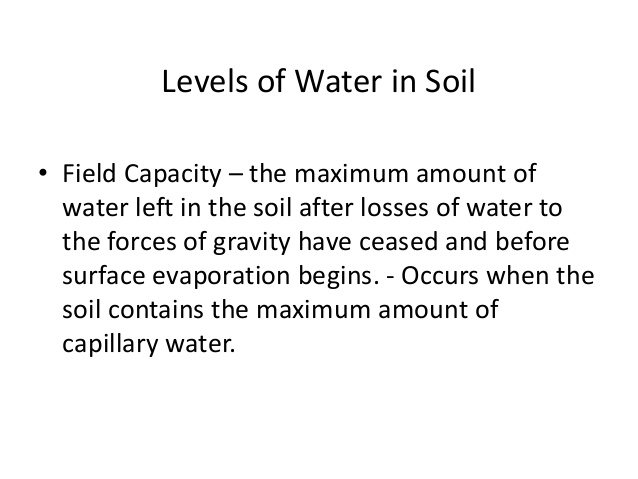 Levels of Water in Soil
• Field Capacity – the maximum amount of
water left in the soil after losses of water to
the forces of gravity have ceased and before
surface evaporation begins. - Occurs when the
soil contains the maximum amount of
capillary water.